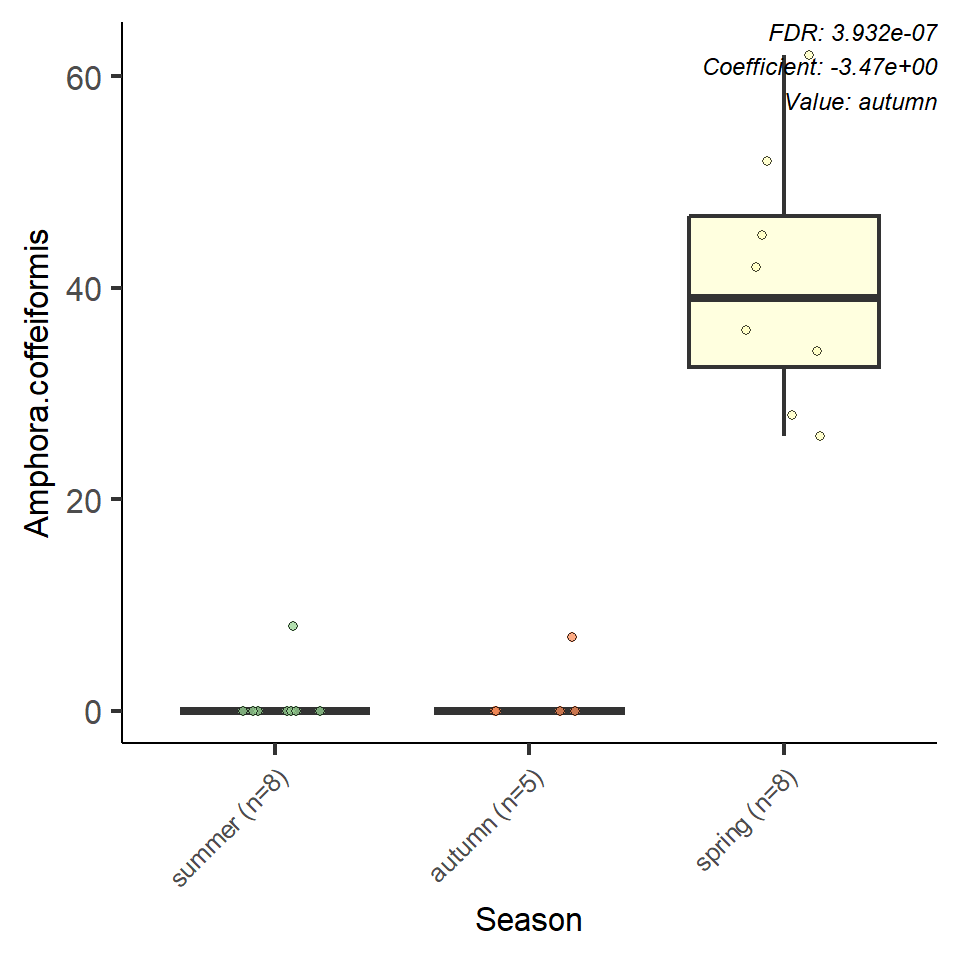 FDR: 3.932e-07
Coefficient: -3.47e+00
Value: autumn
Amphora.coffeiformis
60
40
20
0
summer (n=8)
autumn (n=5)
spring (n=8)
Season